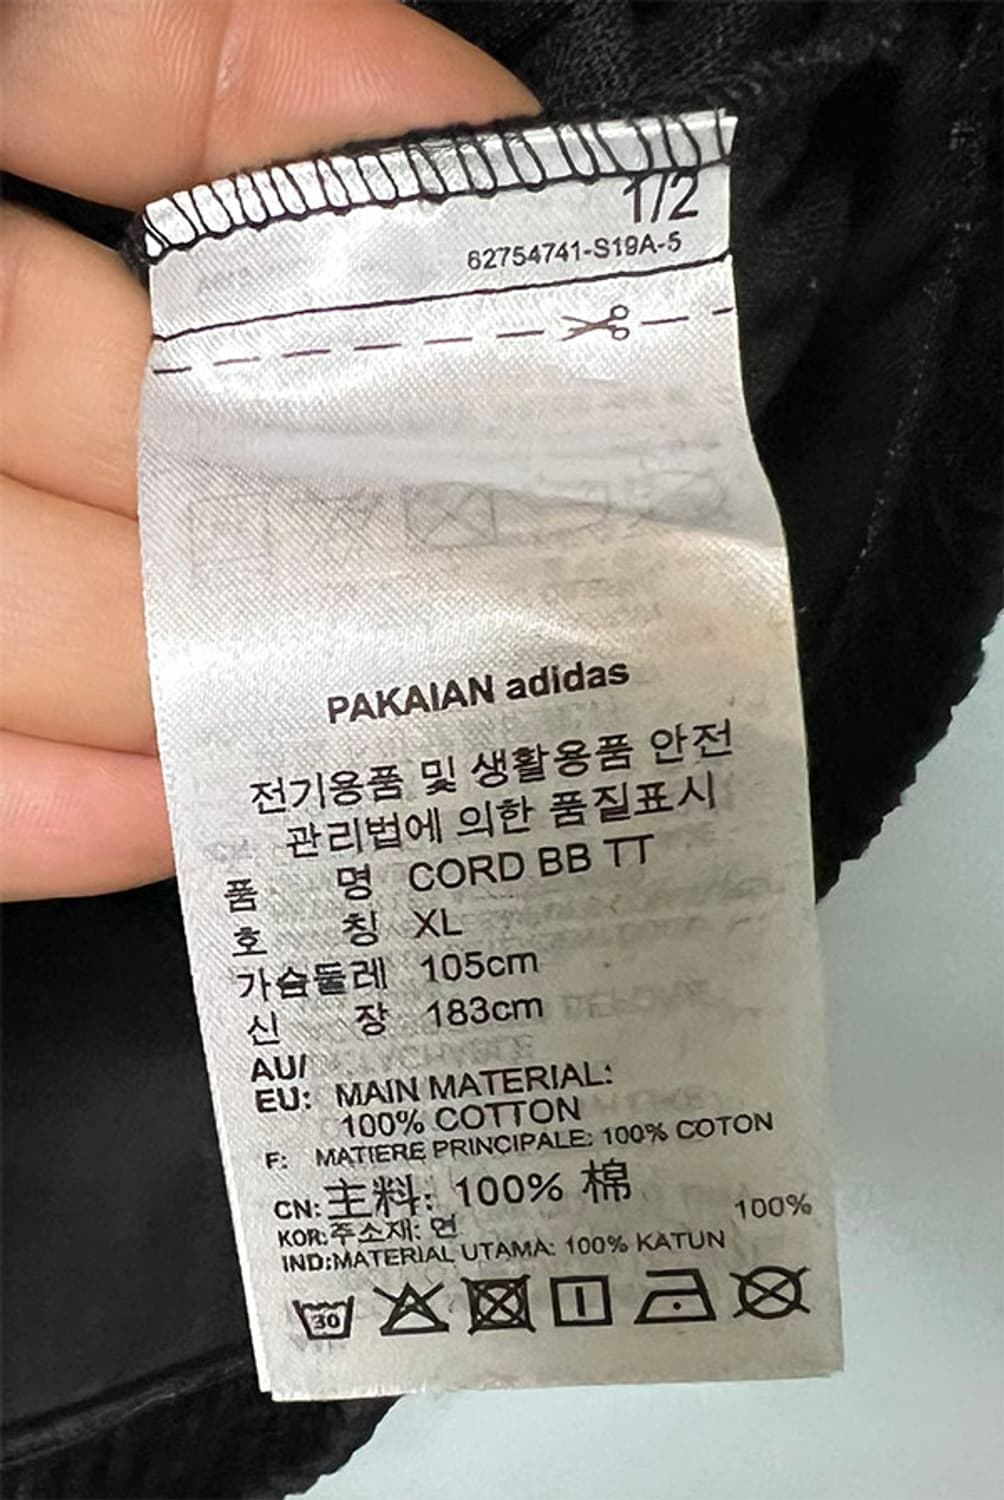 1/2
62754741-S19A-5
PAKAIAN adidas
전기용품 및 생활용품 안전
관리법에 의한 품질표시
품 명 CORD BB TT
호 칭 XL
가슴둘레 105cm
신 장 183cm
AU/
EU: MAIN MATERIAL:
100% COTTON
F: MATIERE PRINCIPALE: 100% COTON
CN: 主料: 100% 棉
KOR:주소재: 면 100%
IND:MATERIAL UTAMA: 100% KATUN
30